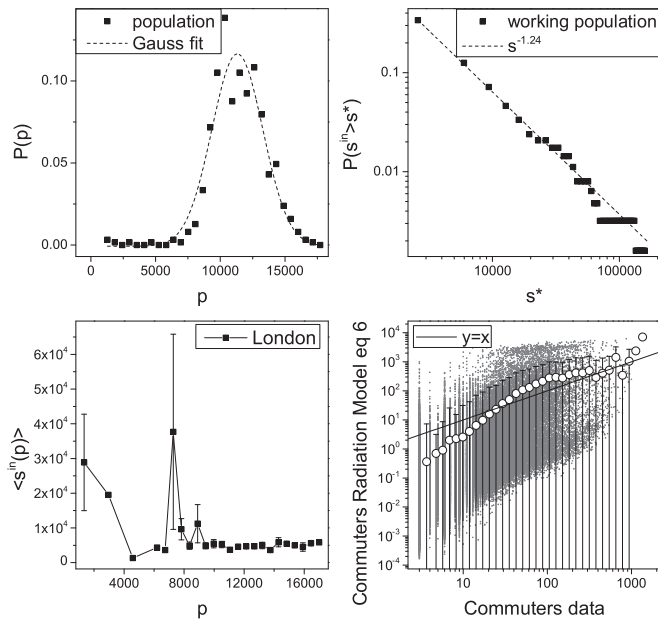 population
Gauss fit
0.10
0.05
0.00
P(p)
0
5000
10000
15000
p
working population
s^-1.24
0.1
0.01
P(s^in>s*)
10000
100000
s*
London
6x10^4
5x10^4
4x10^4
3x10^4
2x10^4
1x10^4
0
<s^in(p)>
4000
8000
12000
16000
p
y=x
10^4
10^3
10^2
10^1
10^0
10^-1
10^-2
10^-3
10^-4
Commuters Radiation Model eq 6
10
100
1000
Commuters data